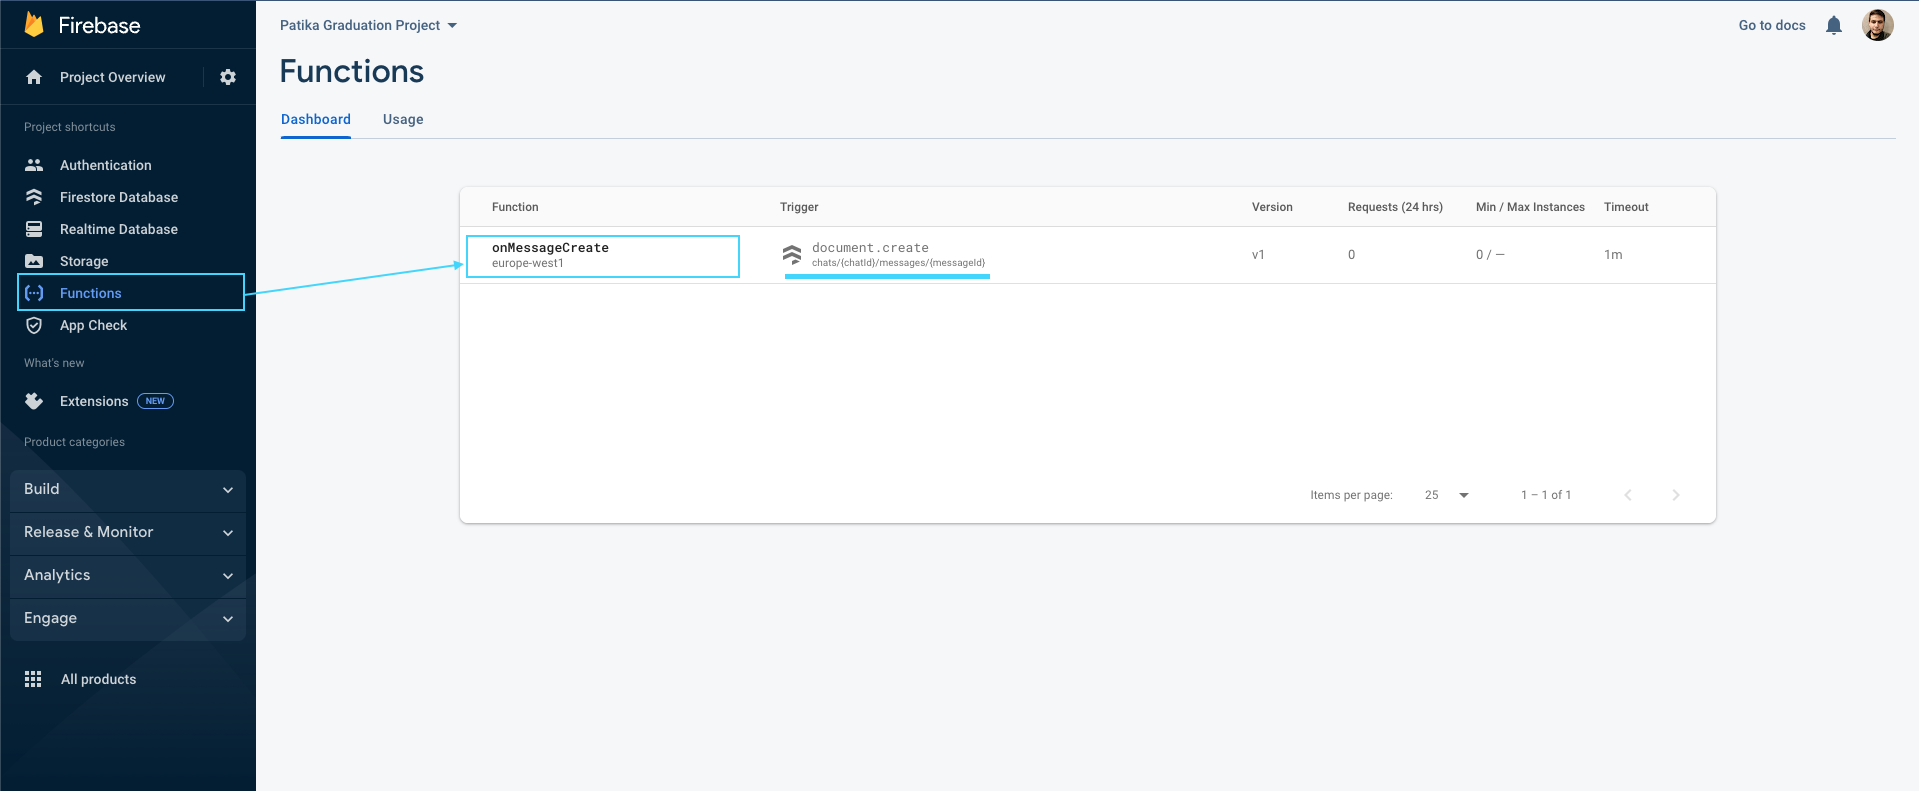 Firebase
Project Overview
Project shortcuts
Authentication
Firestore Database
Realtime Database
Storage
Functions
App Check
What's new
Extensions NEW
Product categories
Build
Release & Monitor
Analytics
Engage
All products
Patika Graduation Project
Go to docs
Functions
Dashboard Usage
Function Trigger Version Requests (24 hrs) Min / Max Instances Timeout
onMessageCreate document.create v1 0 0 / — 1m
europe-west1 chats/{chatId}/messages/{messageId}
Items per page: 25 1 – 1 of 1